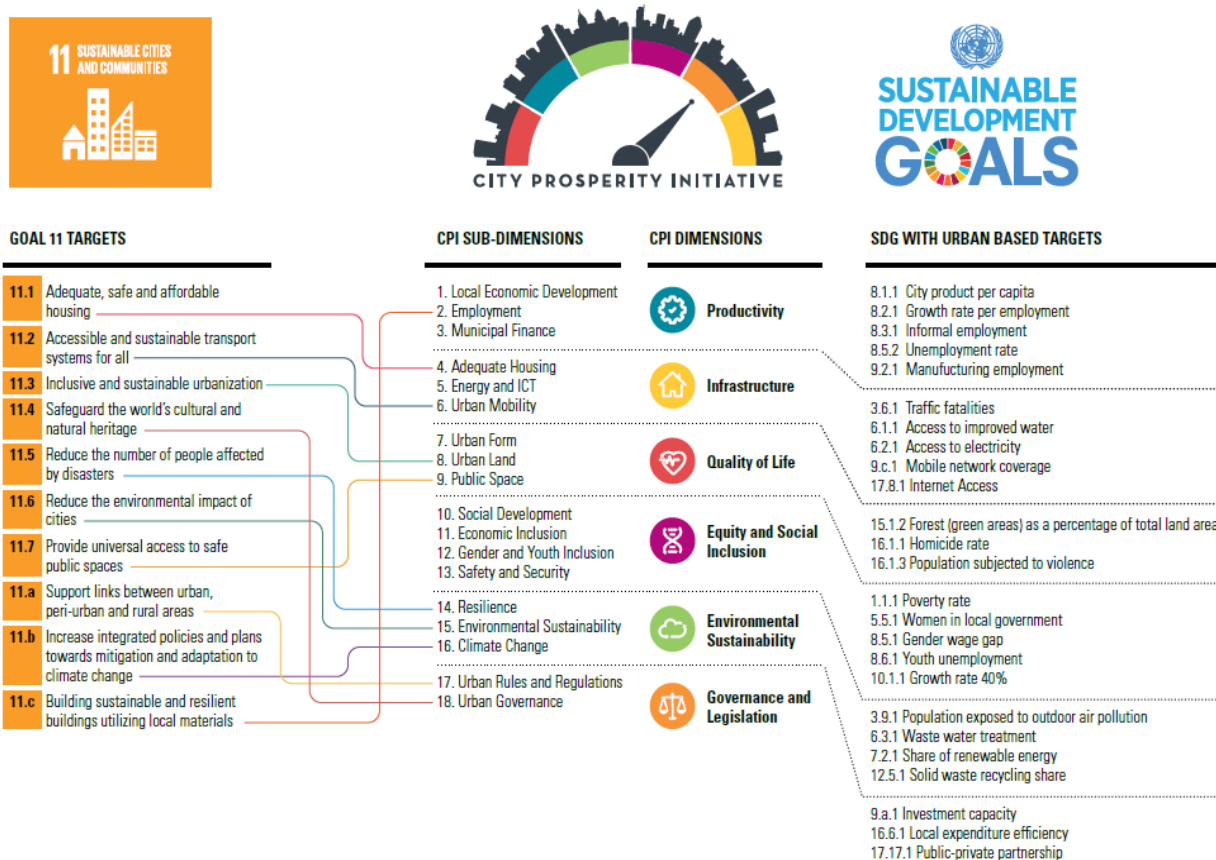 11 SUSTAINABLE CITIES
AND COMMUNITIES
CITY PROSPERITY INITIATIVE
SUSTAINABLE
DEVELOPMENT
GOALS
GOAL 11 TARGETS
11.1 Adequate, safe and affordable
housing
11.2 Accessible and sustainable transport
systems for all
11.3 Inclusive and sustainable urbanization
11.4 Safeguard the world's cultural and
natural heritage
11.5 Reduce the number of people affected
by disasters
11.6 Reduce the environmental impact of
cities
11.7 Provide universal access to safe
public spaces
11.a Support links between urban,
peri-urban and rural areas
11.b Increase integrated policies and plans
towards mitigation and adaptation to
climate change
11.c Building sustainable and resilient
buildings utilizing local materials
CPI SUB-DIMENSIONS
1. Local Economic Development
2. Employment
3. Municipal Finance
4. Adequate Housing
5. Energy and ICT
6. Urban Mobility
7. Urban Form
8. Urban Land
9. Public Space
10. Social Development
11. Economic Inclusion
12. Gender and Youth Inclusion
13. Safety and Security
14. Resilience
15. Environmental Sustainability
16. Climate Change
17. Urban Rules and Regulations
18. Urban Governance
CPI DIMENSIONS
Productivity
Infrastructure
Quality of Life
Equity and Social
Inclusion
Environmental
Sustainability
Governance and
Legislation
SDG WITH URBAN BASED TARGETS
8.1.1 City product per capita
8.2.1 Growth rate per employment
8.3.1 Informal employment
8.5.2 Unemployment rate
9.2.1 Manufucturing employment
3.6.1 Traffic fatalities
6.1.1 Access to improved water
6.2.1 Access to electricity
9.c.1 Mobile network coverage
17.8.1 Internet Access
15.1.2 Forest (green areas) as a percentage of total land area
16.1.1 Homicide rate
16.1.3 Population subjected to violence
1.1.1 Poverty rate
5.5.1 Women in local government
8.5.1 Gender wage gap
8.6.1 Youth unemployment
10.1.1 Growth rate 40%
3.9.1 Population exposed to outdoor air pollution
6.3.1 Waste water treatment
7.2.1 Share of renewable energy
12.5.1 Solid waste recycling share
9.a.1 Investment capacity
16.6.1 Local expenditure efficiency
17.17.1 Public-private partnership